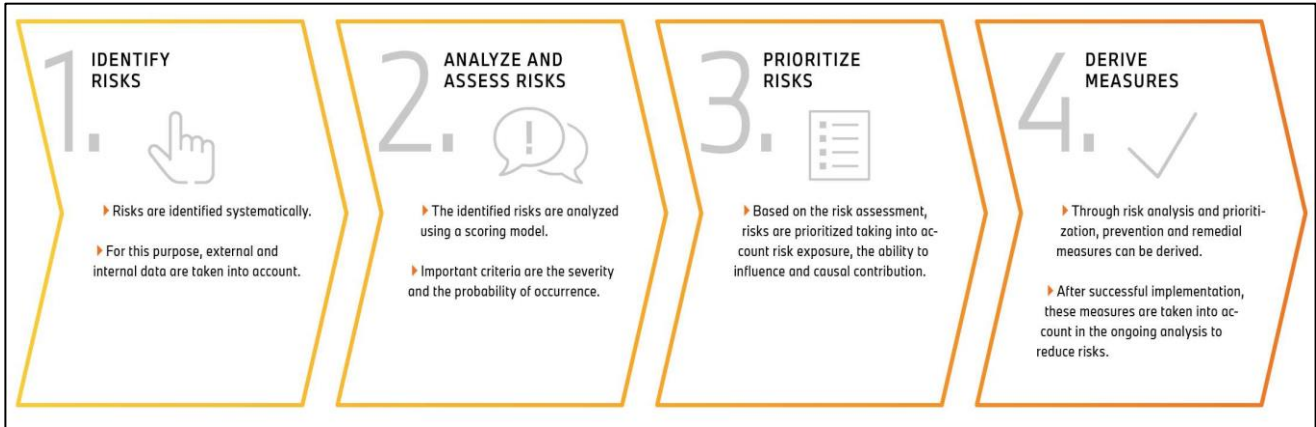 1.
IDENTIFY
RISKS
▶ Risks are identified systematically.
▶ For this purpose, external and
internal data are taken into account.
2.
ANALYZE AND
ASSESS RISKS
!
▶ The identified risks are analyzed
using a scoring model.
▶ Important criteria are the severity
and the probability of occurrence.
3.
PRIORITIZE
RISKS
▶ Based on the risk assessment,
risks are prioritized taking into ac-
count risk exposure, the ability to
influence and causal contribution.
4.
DERIVE
MEASURES
▶ Through risk analysis and prioriti-
zation, prevention and remedial
measures can be derived.
▶ After successful implementation,
these measures are taken into ac-
count in the ongoing analysis to
reduce risks.